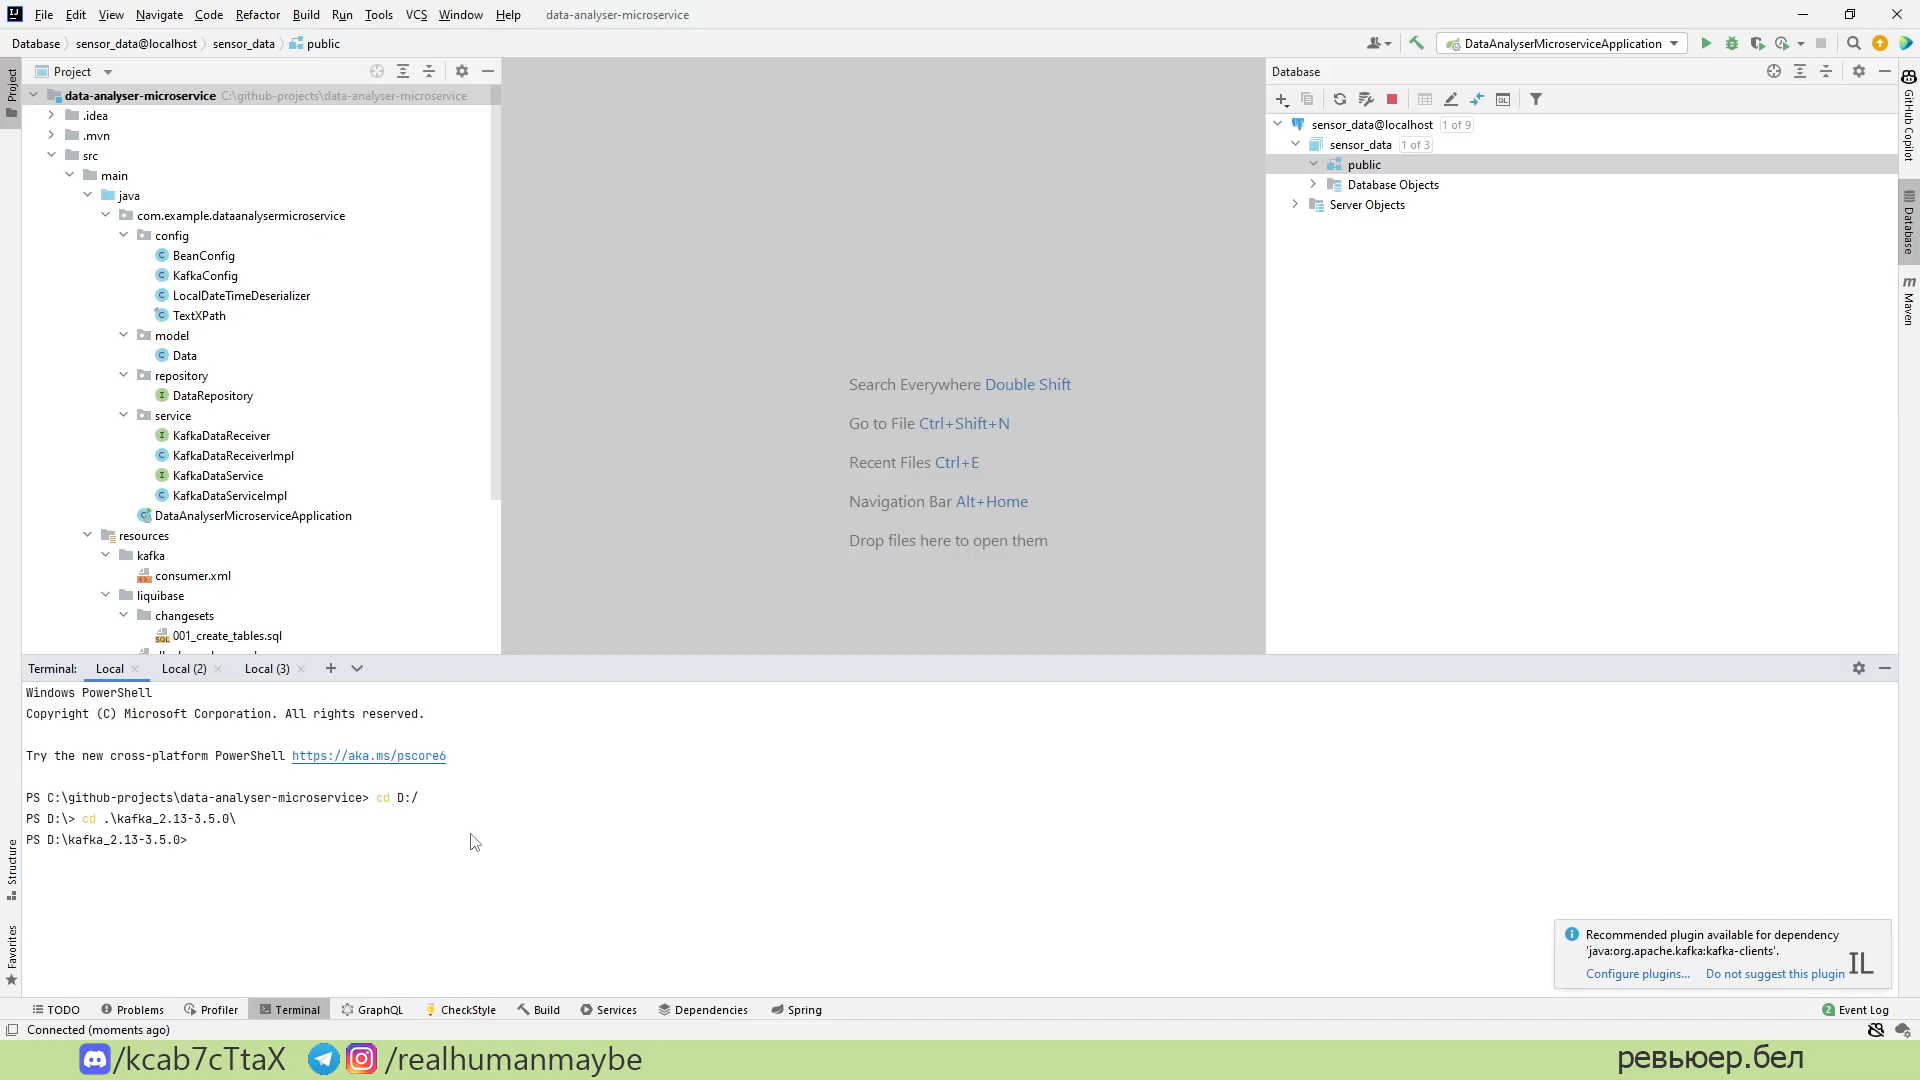 File Edit View Navigate Code Refactor Build Run Tools VCS Window Help data-analyser-microservice
Database sensor_data@localhost sensor_data public
DataAnalyserMicroserviceApplication
Project
Project
data-analyser-microservice C:\github-projects\data-analyser-microservice
.idea
.mvn
src
main
java
com.example.dataanalysermicroservice
config
BeanConfig
KafkaConfig
LocalDateTimeDeserializer
TextXPath
model
Data
repository
DataRepository
service
KafkaDataReceiver
KafkaDataReceiverImpl
KafkaDataService
KafkaDataServiceImpl
DataAnalyserMicroserviceApplication
resources
kafka
consumer.xml
liquibase
changesets
001_create_tables.sql
Search Everywhere Double Shift
Go to File Ctrl+Shift+N
Recent Files Ctrl+E
Navigation Bar Alt+Home
Drop files here to open them
Database
sensor_data@localhost 1 of 9
sensor_data 1 of 3
public
Database Objects
Server Objects
GitHub Copilot
Database
Maven
Terminal: Local Local (2) Local (3)
Windows PowerShell
Copyright (C) Microsoft Corporation. All rights reserved.
Try the new cross-platform PowerShell https://aka.ms/pscore6
PS C:\github-projects\data-analyser-microservice> cd D:/
PS D:\> cd .\kafka_2.13-3.5.0\
PS D:\kafka_2.13-3.5.0>
Structure
Favorites
Recommended plugin available for dependency
'java:org.apache.kafka:kafka-clients'.
Configure plugins... Do not suggest this plugin
IL
TODO Problems Profiler Terminal GraphQL CheckStyle Build Services Dependencies Spring 2 Event Log
Connected (moments ago)
/kcab7cTtaX /realhumanmaybe ревьюер.бел